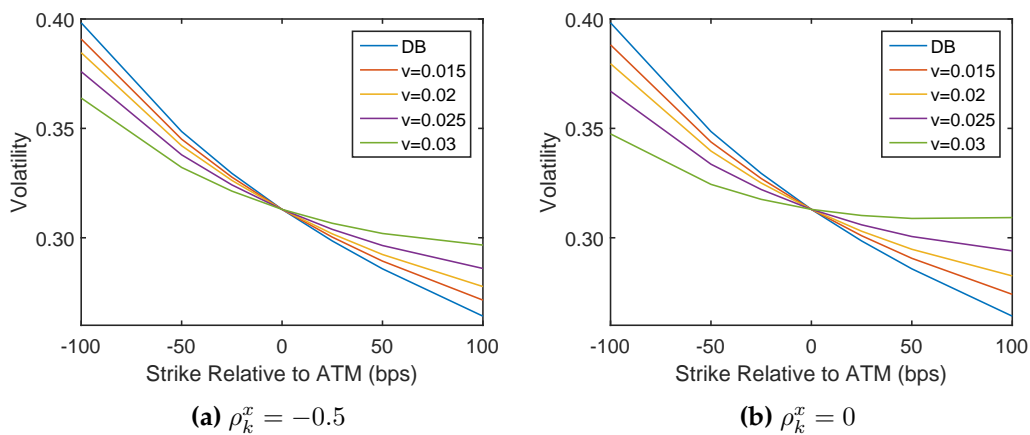 0.40
0.35
0.30
Volatility
-100 -50 0 50 100
Strike Relative to ATM (bps)
DB
v=0.015
v=0.02
v=0.025
v=0.03
(a) ρ_k^x = −0.5
0.40
0.35
0.30
Volatility
-100 -50 0 50 100
Strike Relative to ATM (bps)
DB
v=0.015
v=0.02
v=0.025
v=0.03
(b) ρ_k^x = 0